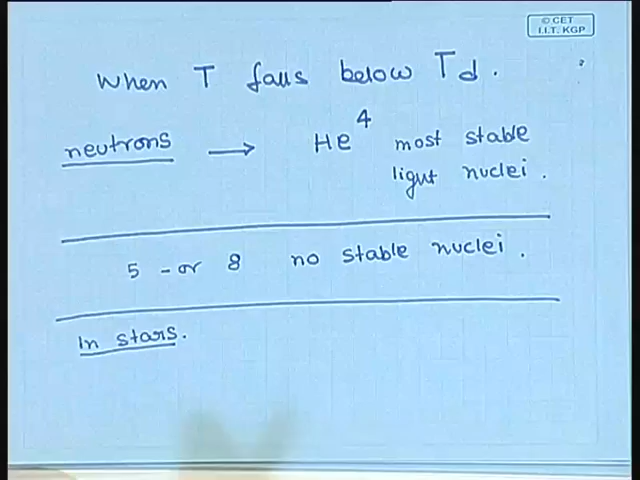 © CET
I.I.T. KGP
When T falls below Td.
neutrons → He⁴ most stable
light nuclei.
5 - or 8 no stable nuclei.
In stars.